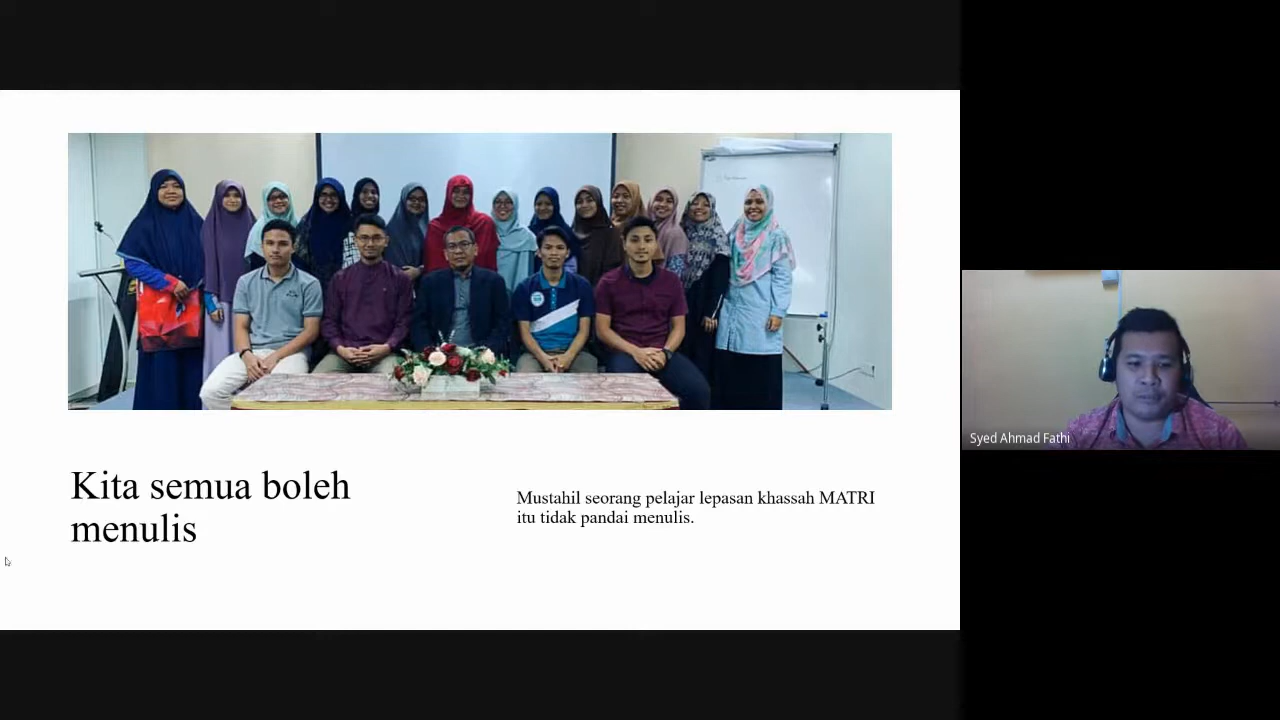 Kita semua boleh
menulis
Mustahil seorang pelajar lepasan khassah MATRI
itu tidak pandai menulis.
Syed Ahmad Fathi